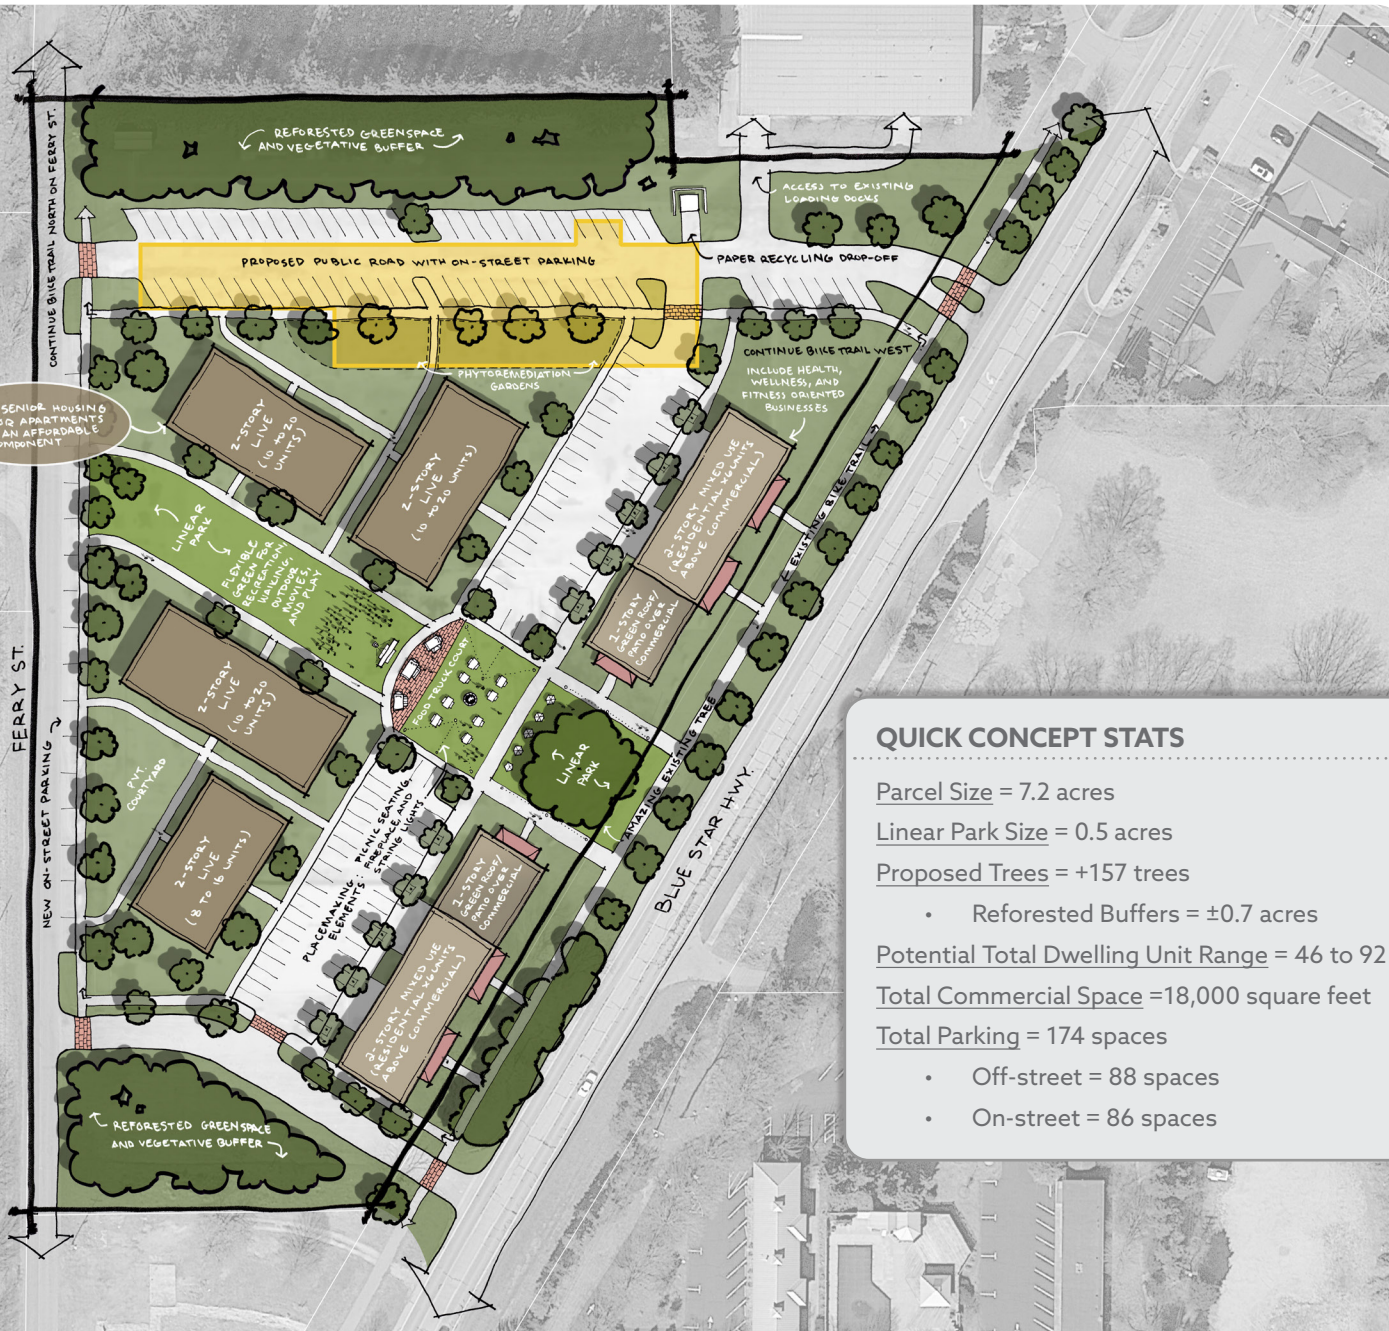 REFORESTED GREENSPACE
AND VEGETATIVE BUFFER
CONTINUE BIKE TRAIL NORTH ON FERRY ST.
ACCESS TO EXISTING
LOADING DOCKS
PROPOSED PUBLIC ROAD WITH ON-STREET PARKING
PAPER RECYCLING DROP-OFF
CONTINUE BIKE TRAIL WEST
INCLUDE HEALTH,
WELLNESS, AND
FITNESS ORIENTED
BUSINESSES
PHYTOREMEDIATION
GARDENS
SENIOR HOUSING
OR APARTMENTS
AN AFFORDABLE
OMPONENT
2-STORY
LIVE
(10 to 20
UNITS)
2-STORY
LIVE
(10 to 20 UNITS)
2-STORY MIXED USE
(RESIDENTIAL x6 UNITS
ABOVE COMMERCIAL)
EXISTING BIKE TRAIL
LINEAR
PARK
FLEXIBLE
GREEN FOR
RECREATION,
WALKING,
OUTDOOR
MOVIES,
AND PLAY
1-STORY
GREEN ROOF/
PATIO OVER
COMMERCIAL
FOOD TRUCK COURT
2-STORY
LIVE
(10 to 20
UNITS)
FERRY ST.
NEW ON-STREET PARKING
PVT.
COURTYARD
LINEAR
PARK
AMAZING EXISTING TREE
BLUE STAR HWY.
PLACEMAKING: PICNIC SEATING,
ELEMENTS: FIREPLACE, AND
STRING LIGHTS
2-STORY
LIVE
(8 TO 16 UNITS)
1-STORY
GREEN ROOF/
PATIO OVER
COMMERCIAL
2-STORY MIXED USE
(RESIDENTIAL x6 UNITS
ABOVE COMMERCIAL)
REFORESTED GREENSPACE
AND VEGETATIVE BUFFER
QUICK CONCEPT STATS
Parcel Size = 7.2 acres
Linear Park Size = 0.5 acres
Proposed Trees = +157 trees
• Reforested Buffers = ±0.7 acres
Potential Total Dwelling Unit Range = 46 to 92
Total Commercial Space =18,000 square feet
Total Parking = 174 spaces
• Off-street = 88 spaces
• On-street = 86 spaces